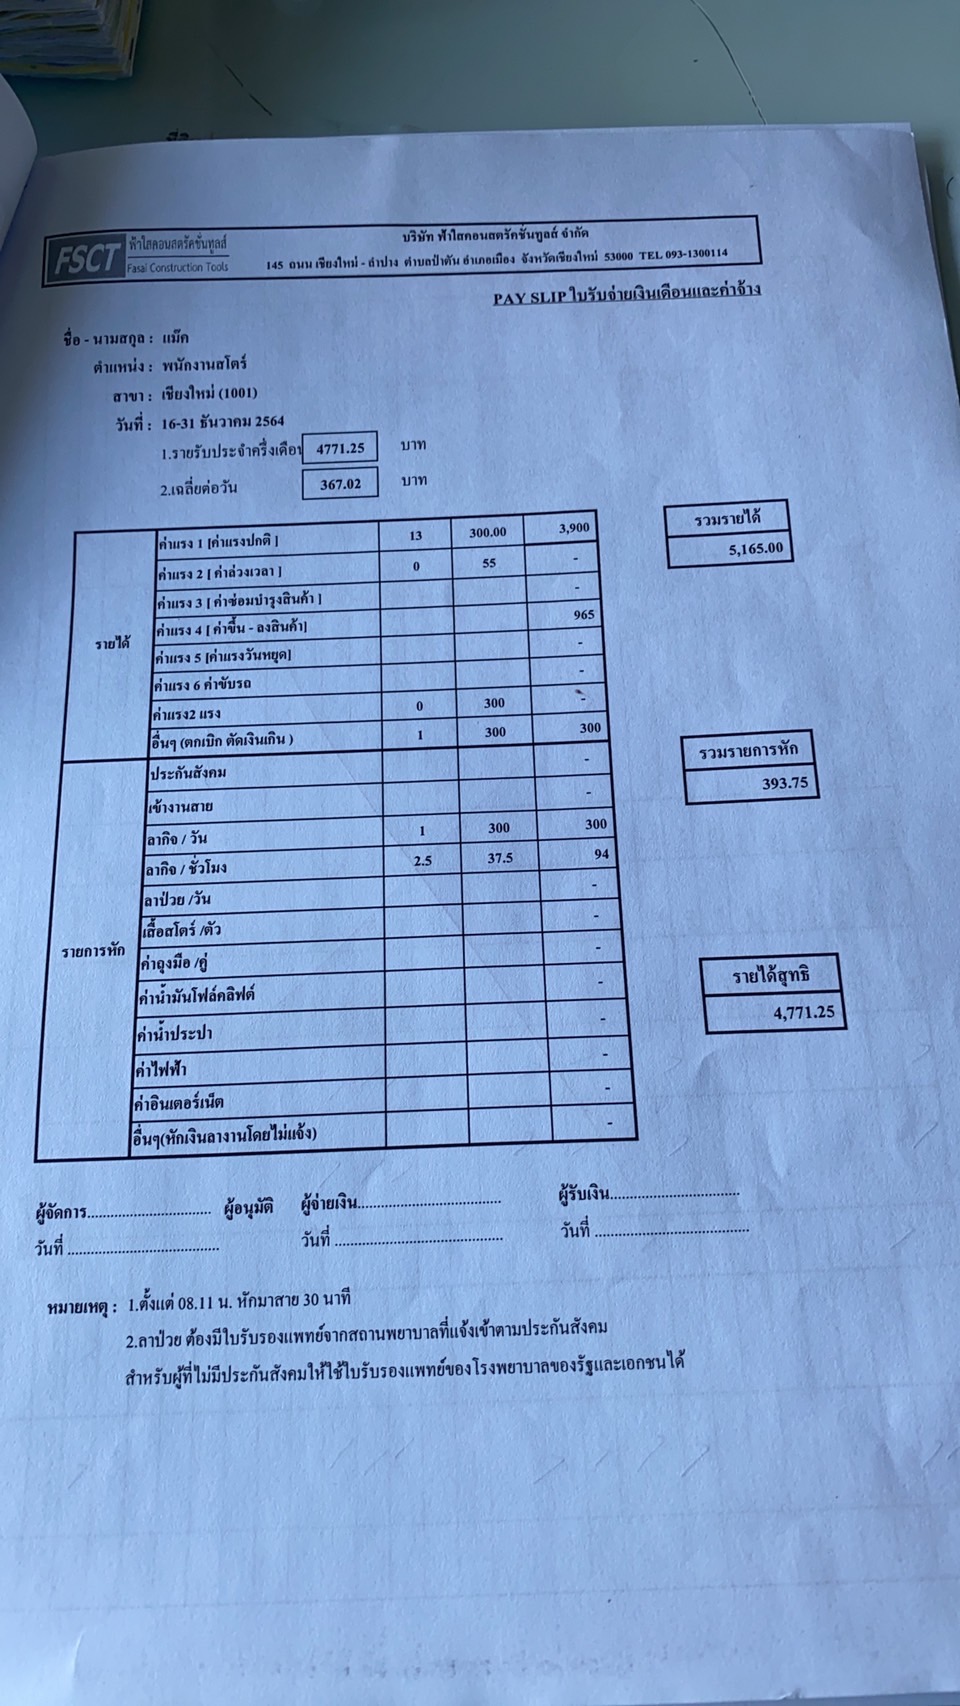 FSCT ฟ้าใสคอนสตรัคชั่นทูลส์
Fasai Construction Tools
บริษัท ฟ้าใสคอนสตรัคชั่นทูลส์ จำกัด
145 ถนน เชียงใหม่ - ลำปาง ตำบลป่าตัน อำเภอเมือง จังหวัดเชียงใหม่ 53000 TEL 093-1300114
PAY SLIP ใบรับจ่ายเงินเดือนและค่าจ้าง
ชื่อ - นามสกุล : แม๊ค
ตำแหน่ง : พนักงานสโตร์
สาขา : เชียงใหม่ (1001)
วันที่ : 16-31 ธันวาคม 2564
1.รายรับประจำครึ่งเดือน 4771.25 บาท
2.เฉลี่ยต่อวัน 367.02 บาท
รายได้
ค่าแรง 1 [ค่าแรงปกติ ] 13 300.00 3,900
ค่าแรง 2 [ ค่าล่วงเวลา ] 0 55 -
ค่าแรง 3 [ ค่าซ่อมบำรุงสินค้า ] -
ค่าแรง 4 [ ค่าขึ้น - ลงสินค้า] 965
ค่าแรง 5 [ค่าแรงวันหยุด] -
ค่าแรง 6 ค่าขับรถ -
ค่าแรง2 แรง 0 300 -
อื่นๆ (ตกเบิก ตัดเงินเกิน ) 1 300 300
รวมรายได้
5,165.00
รายการหัก
ประกันสังคม -
เข้างานสาย -
ลากิจ / วัน 1 300 300
ลากิจ / ชั่วโมง 2.5 37.5 94
ลาป่วย /วัน -
เสื้อสโตร์ /ตัว -
ค่าถุงมือ /คู่ -
ค่าน้ำมันโฟล์คลิฟต์ -
ค่าน้ำประปา -
ค่าไฟฟ้า -
ค่าอินเตอร์เน็ต -
อื่นๆ(หักเงินลางานโดยไม่แจ้ง) -
รวมรายการหัก
393.75
รายได้สุทธิ
4,771.25
ผู้จัดการ............................... ผู้อนุมัติ ผู้จ่ายเงิน.................................... ผู้รับเงิน.................................
วันที่ ....................................... วันที่ ........................................... วันที่ .......................................
หมายเหตุ : 1.ตั้งแต่ 08.11 น. หักมาสาย 30 นาที
2.ลาป่วย ต้องมีใบรับรองแพทย์จากสถานพยาบาลที่แจ้งเข้าตามประกันสังคม
สำหรับผู้ที่ไม่มีประกันสังคมให้ใช้ใบรับรองแพทย์ของโรงพยาบาลของรัฐและเอกชนได้